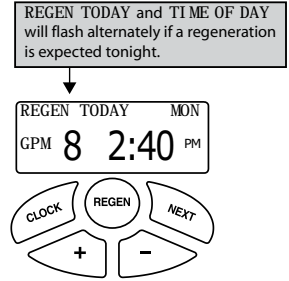 REGEN TODAY and TIME OF DAY
will flash alternately if a regeneration
is expected tonight.
REGEN TODAY MON
GPM 8 2:40 PM
CLOCK REGEN NEXT
+ −